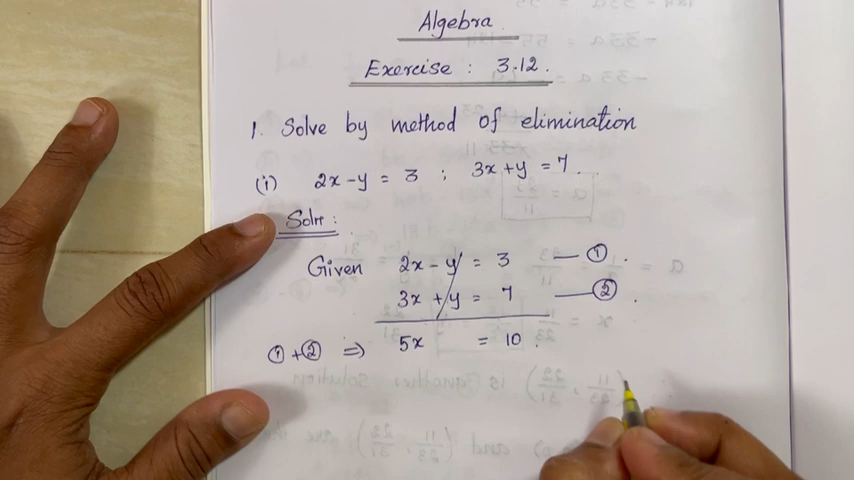 Algebra
Exercise : 3.12.
1. Solve by method of elimination
(i) 2x - y = 3 ; 3x + y = 7.
Soln :
Given 2x - y = 3 — ①.
3x + y = 7 — ②.
① + ② ⇒ 5x = 10.